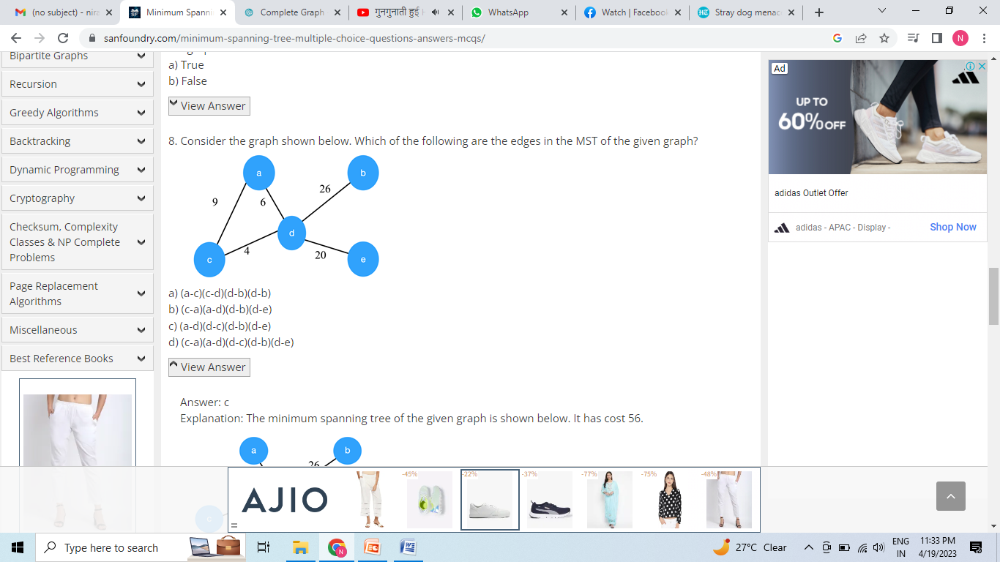 (no subject) - nira
Minimum Spanni
Complete Graph
गुनगुनाती हुई
WhatsApp
Watch | Facebook
Stray dog menac
sanfoundry.com/minimum-spanning-tree-multiple-choice-questions-answers-mcqs/
N
Bipartite Graphs
Recursion
Greedy Algorithms
Backtracking
Dynamic Programming
Cryptography
Checksum, Complexity
Classes & NP Complete
Problems
Page Replacement
Algorithms
Miscellaneous
Best Reference Books
a) True
b) False
View Answer
8. Consider the graph shown below. Which of the following are the edges in the MST of the given graph?
a
b
26
9
6
d
4
20
c
e
a) (a-c)(c-d)(d-b)(d-b)
b) (c-a)(a-d)(d-b)(d-e)
c) (a-d)(d-c)(d-b)(d-e)
d) (c-a)(a-d)(d-c)(d-b)(d-e)
View Answer
Answer: c
Explanation: The minimum spanning tree of the given graph is shown below. It has cost 56.
a
b
26
c
Ad
UP TO
60% OFF
adidas Outlet Offer
adidas - APAC - Display -
Shop Now
AJIO
-45%
-22%
-37%
-77%
-75%
-48%
Type here to search
27°C Clear
ENG
IN
11:33 PM
4/19/2023